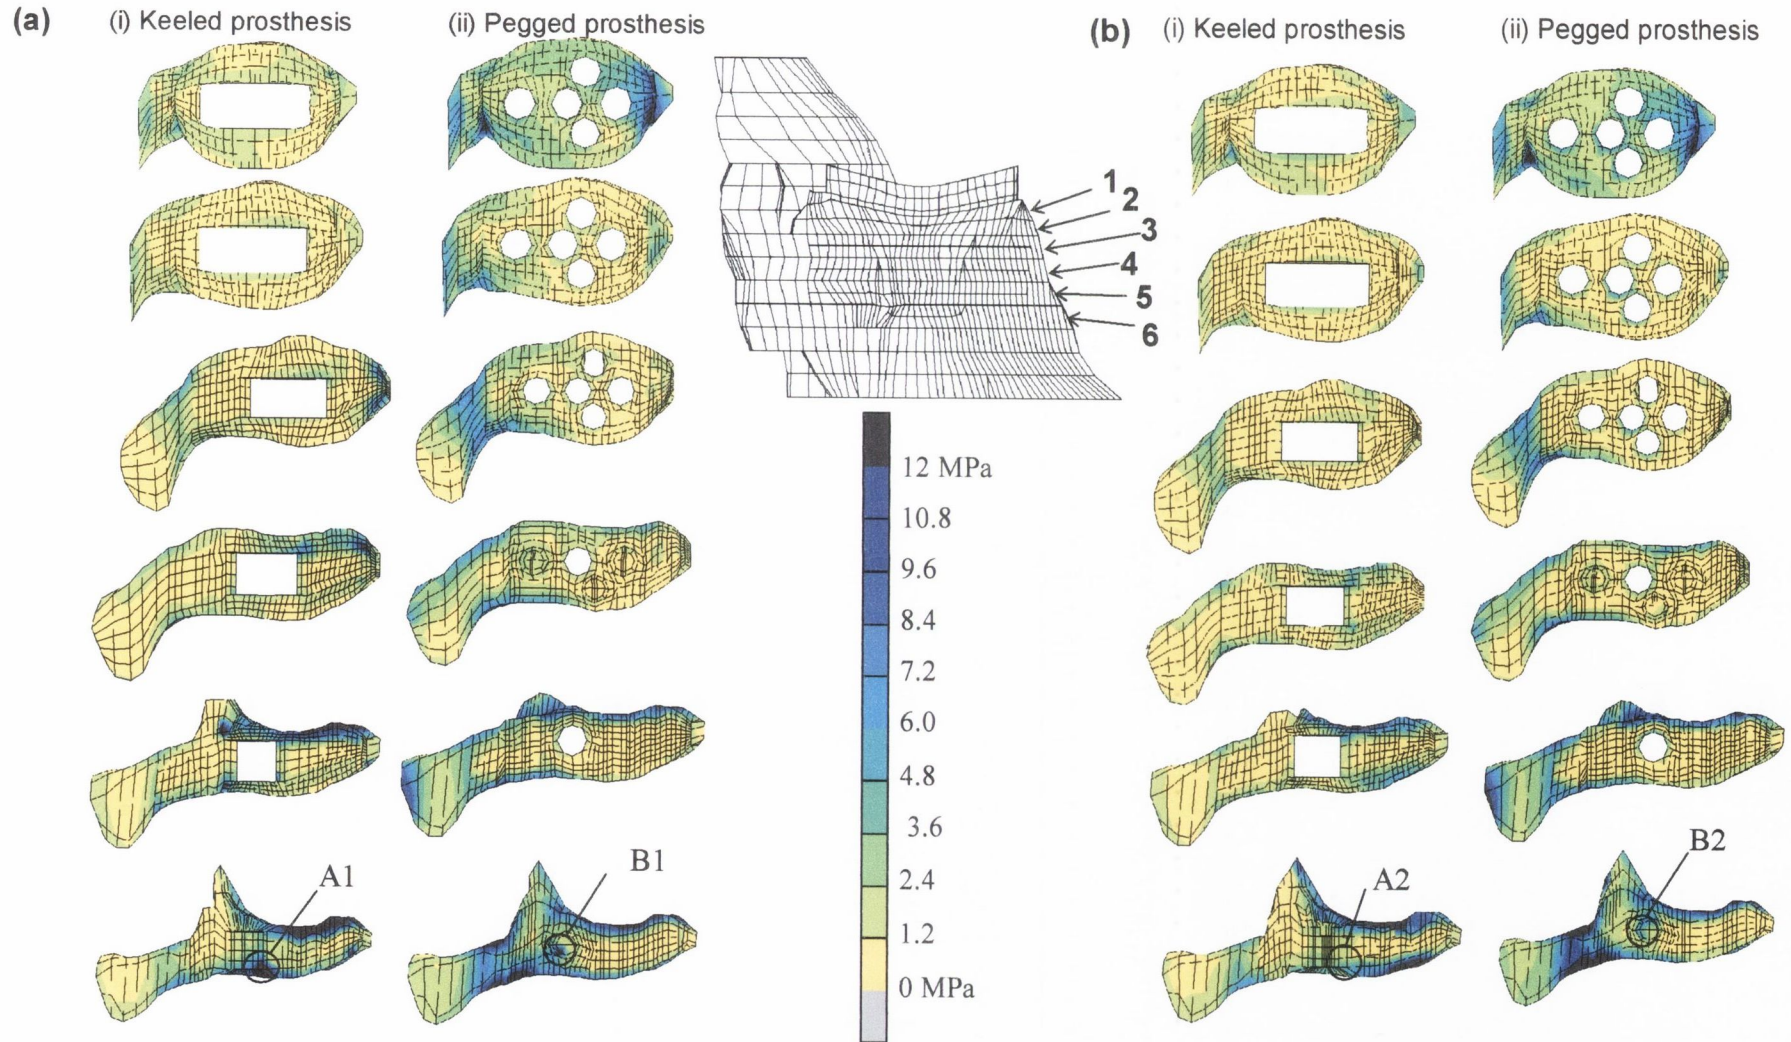 (a)
(i) Keeled prosthesis
(ii) Pegged prosthesis
(b)
(i) Keeled prosthesis
(ii) Pegged prosthesis
1
2
3
4
5
6
12 MPa
10.8
9.6
8.4
7.2
6.0
4.8
3.6
2.4
1.2
0 MPa
A1
B1
A2
B2